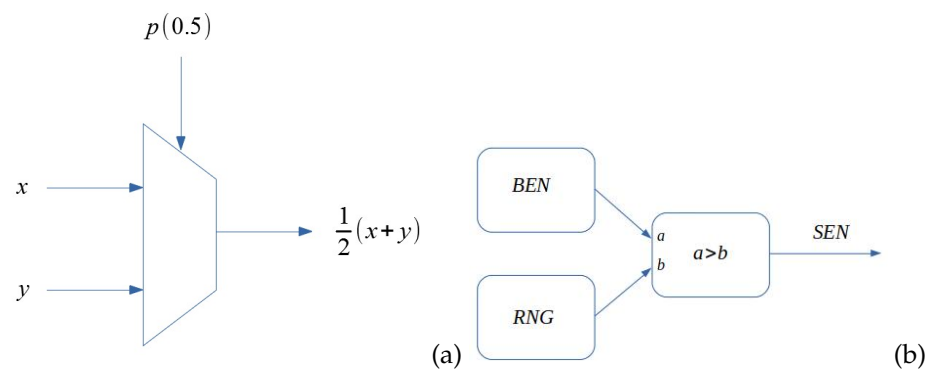 p(0.5)
x
y
1/2(x+y)
(a)
BEN
RNG
a
b
a>b
SEN
(b)